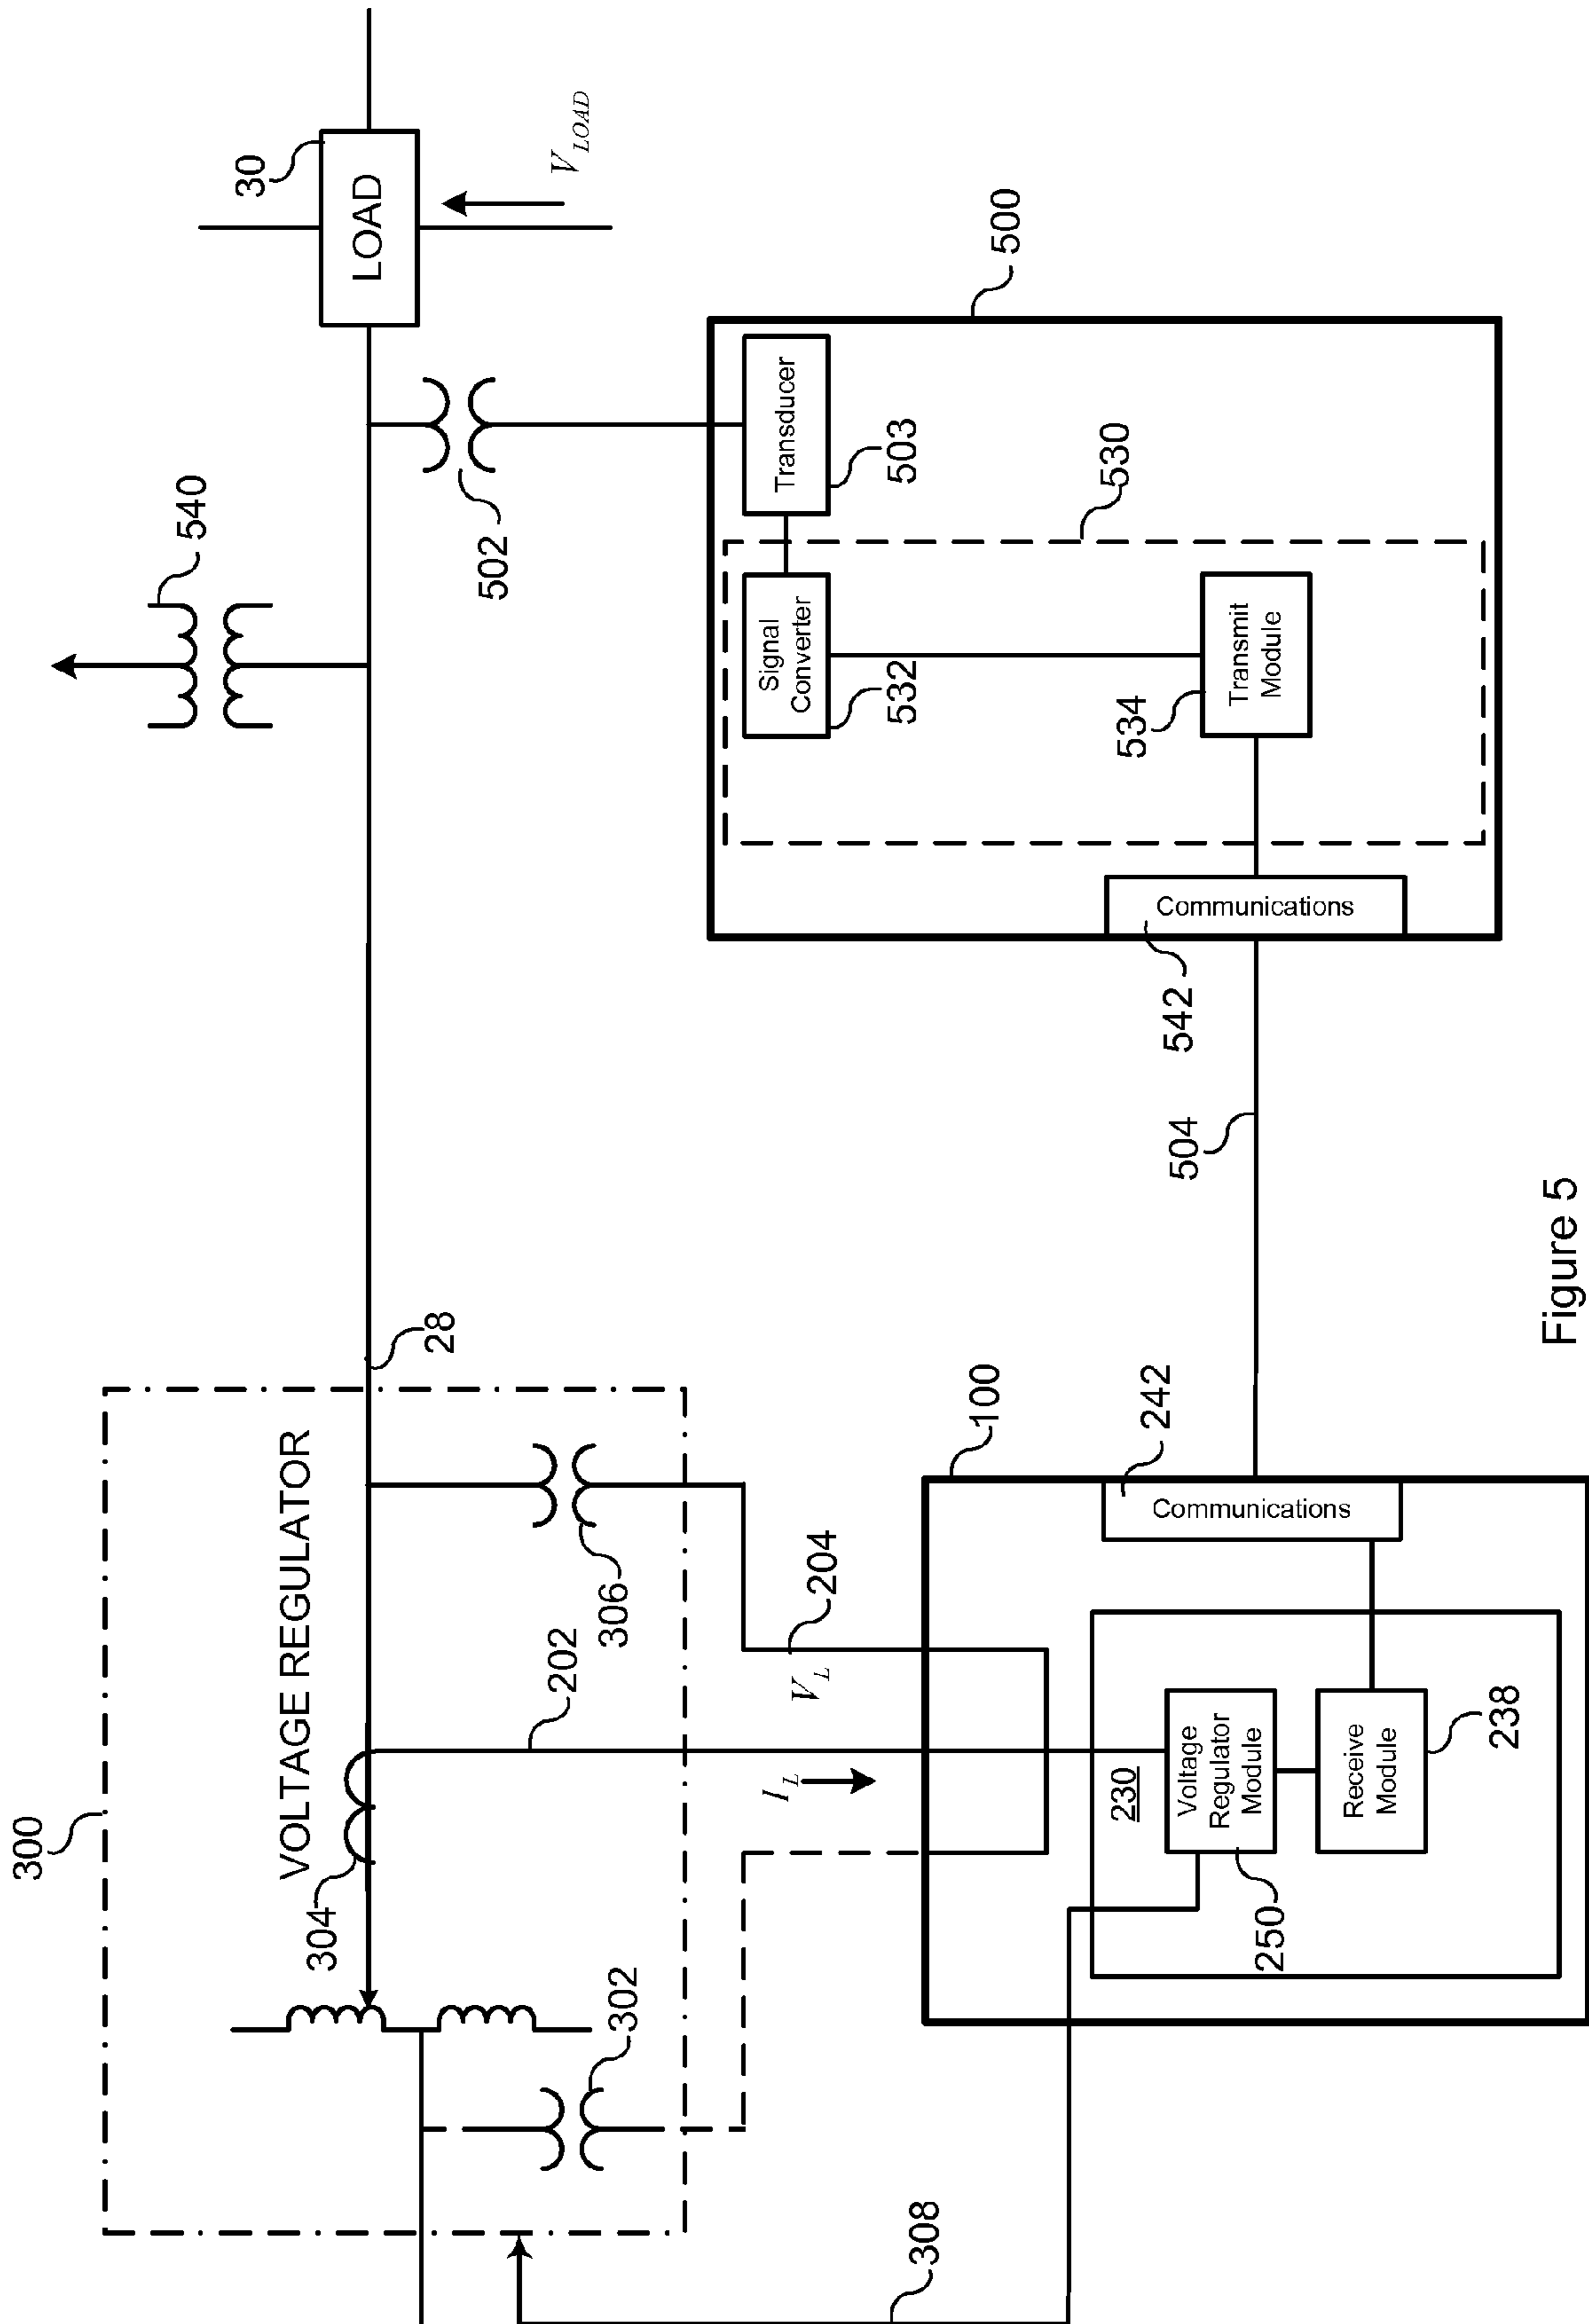 300
VOLTAGE REGULATOR
304
302
306
28
540
30
LOAD
V_LOAD
502
202
204
V_L
I_L
308
100
242
Communications
230
Voltage
Regulator
Module
250
Receive
Module
238
504
500
Transducer
503
530
Signal
Converter
532
534
Transmit
Module
Communications
542
Figure 5